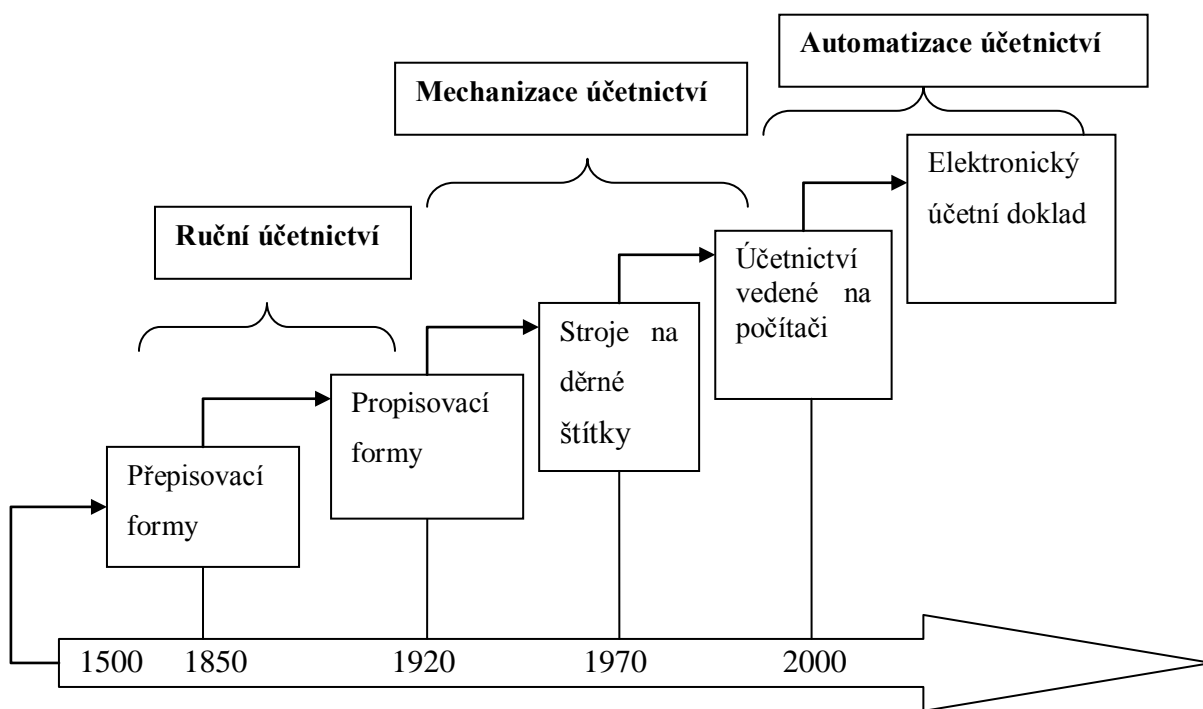 Automatizace účetnictví
Mechanizace účetnictví
Elektronický
účetní doklad
Ruční účetnictví
Účetnictví
vedené na
počítači
Stroje na
děrné
štítky
Propisovací
formy
Přepisovací
formy
1500 1850 1920 1970 2000